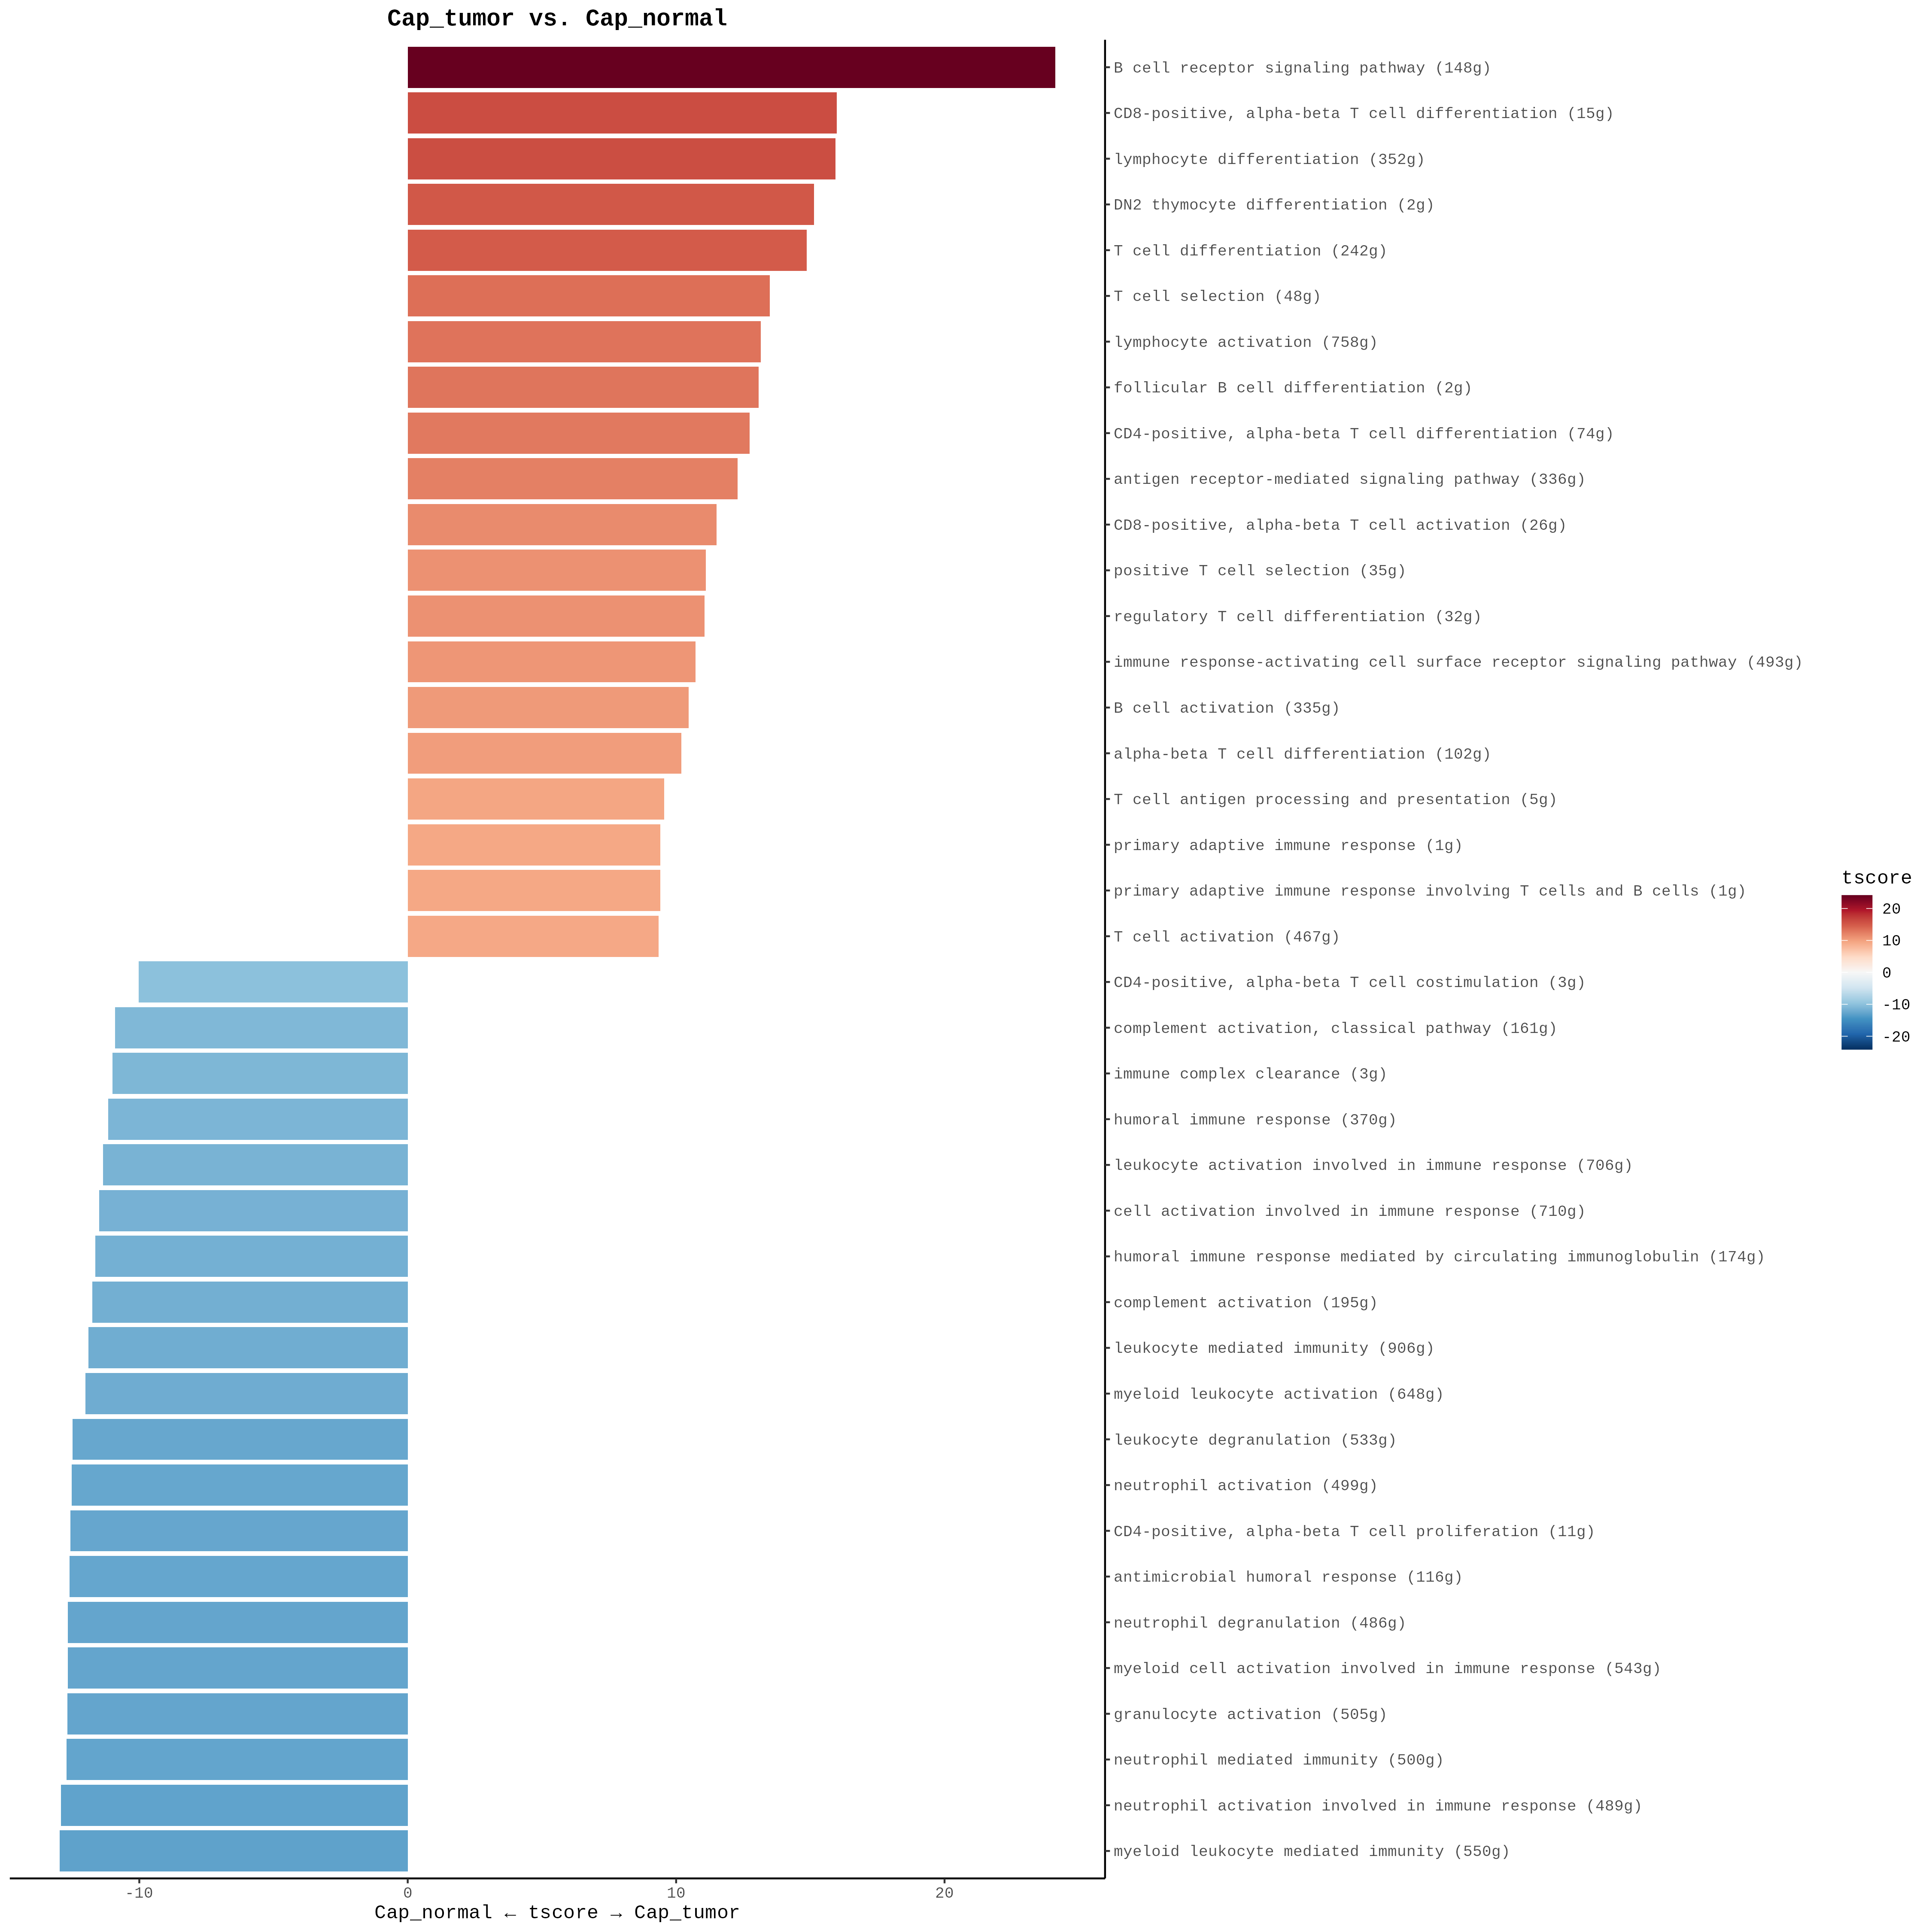 Cap_tumor vs. Cap_normal
B cell receptor signaling pathway (148g)
CD8-positive, alpha-beta T cell differentiation (15g)
lymphocyte differentiation (352g)
DN2 thymocyte differentiation (2g)
T cell differentiation (242g)
T cell selection (48g)
lymphocyte activation (758g)
follicular B cell differentiation (2g)
CD4-positive, alpha-beta T cell differentiation (74g)
antigen receptor-mediated signaling pathway (336g)
CD8-positive, alpha-beta T cell activation (26g)
positive T cell selection (35g)
regulatory T cell differentiation (32g)
immune response-activating cell surface receptor signaling pathway (493g)
B cell activation (335g)
alpha-beta T cell differentiation (102g)
T cell antigen processing and presentation (5g)
primary adaptive immune response (1g)
primary adaptive immune response involving T cells and B cells (1g)
T cell activation (467g)
CD4-positive, alpha-beta T cell costimulation (3g)
complement activation, classical pathway (161g)
immune complex clearance (3g)
humoral immune response (370g)
leukocyte activation involved in immune response (706g)
cell activation involved in immune response (710g)
humoral immune response mediated by circulating immunoglobulin (174g)
complement activation (195g)
leukocyte mediated immunity (906g)
myeloid leukocyte activation (648g)
leukocyte degranulation (533g)
neutrophil activation (499g)
CD4-positive, alpha-beta T cell proliferation (11g)
antimicrobial humoral response (116g)
neutrophil degranulation (486g)
myeloid cell activation involved in immune response (543g)
granulocyte activation (505g)
neutrophil mediated immunity (500g)
neutrophil activation involved in immune response (489g)
myeloid leukocyte mediated immunity (550g)
-10 0 10 20
Cap_normal ← tscore → Cap_tumor
tscore
20
10
0
-10
-20